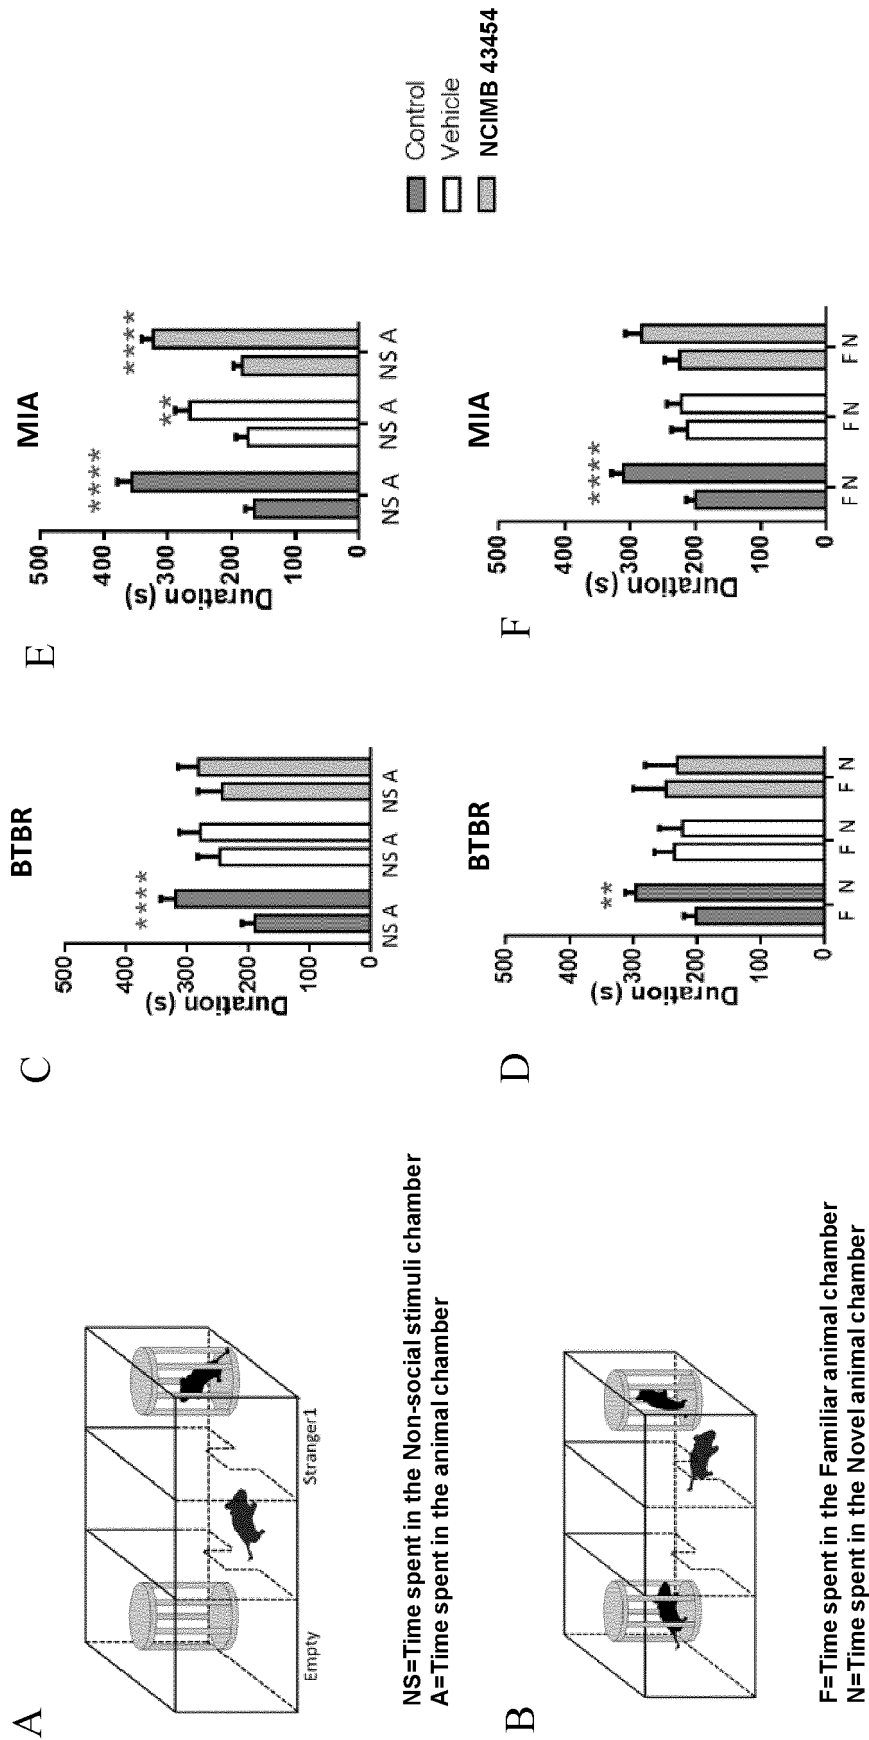 A
Empty
Stranger1
NS=Time spent in the Non-social stimuli chamber
A=Time spent in the animal chamber
B
F=Time spent in the Familiar animal chamber
N=Time spent in the Novel animal chamber
C
BTBR
Duration (s)
500
400
300
200
100
0
****
NS A
NS A
NS A
D
BTBR
Duration (s)
500
400
300
200
100
0
**
F N
F N
F N
E
MIA
Duration (s)
500
400
300
200
100
0
****
**
****
NS A
NS A
NS A
F
MIA
Duration (s)
500
400
300
200
100
0
****
F N
F N
F N
Control
Vehicle
NCIMB 43454